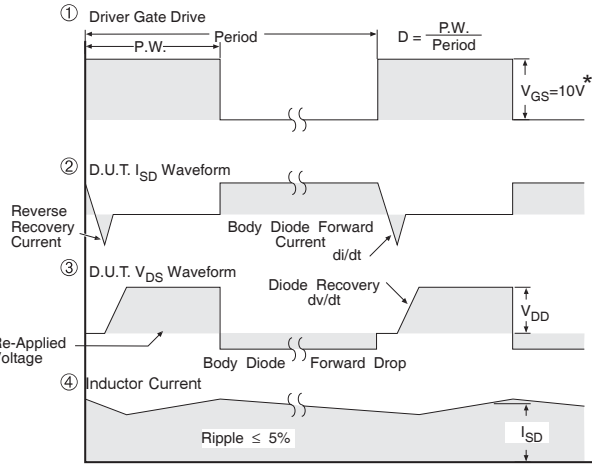 ① Driver Gate Drive
P.W.
Period
D = P.W. / Period
V_GS=10V*
② D.U.T. I_SD Waveform
Reverse
Recovery
Current
Body Diode Forward
Current
di/dt
③ D.U.T. V_DS Waveform
Diode Recovery
dv/dt
V_DD
Re-Applied
Voltage
Body Diode Forward Drop
④ Inductor Current
Ripple ≤ 5%
I_SD